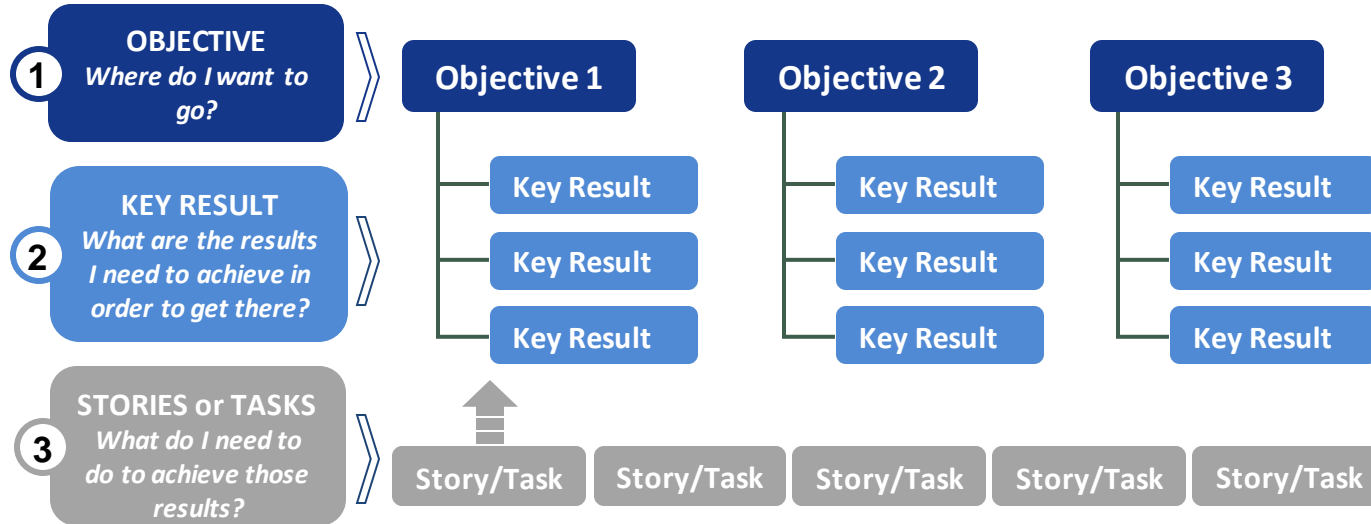 1
OBJECTIVE
Where do I want to
go?
Objective 1
Objective 2
Objective 3
2
KEY RESULT
What are the results
I need to achieve in
order to get there?
Key Result
Key Result
Key Result
Key Result
Key Result
Key Result
Key Result
Key Result
Key Result
3
STORIES or TASKS
What do I need to
do to achieve those
results?
Story/Task
Story/Task
Story/Task
Story/Task
Story/Task